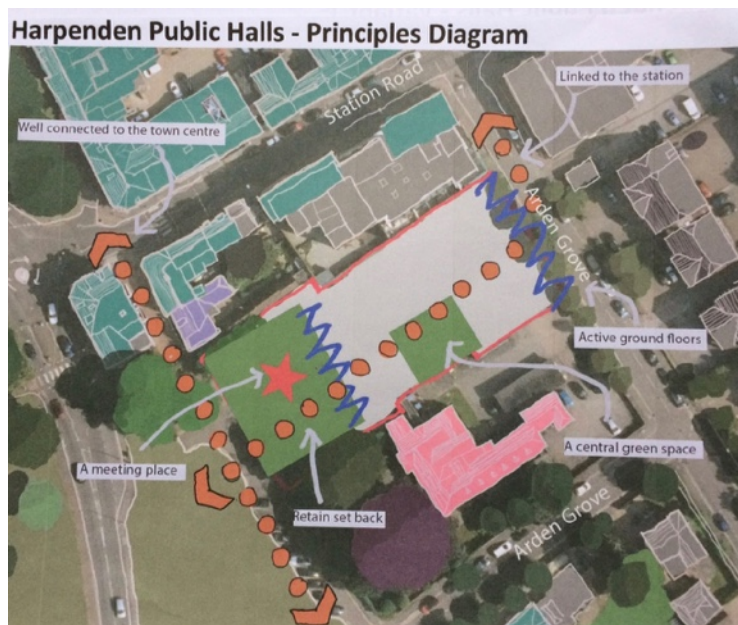 Harpenden Public Halls - Principles Diagram
Linked to the station
Station Road
Well connected to the town centre
Arden Grove
Active ground floors
A central green space
A meeting place
Retain set back
Arden Grove